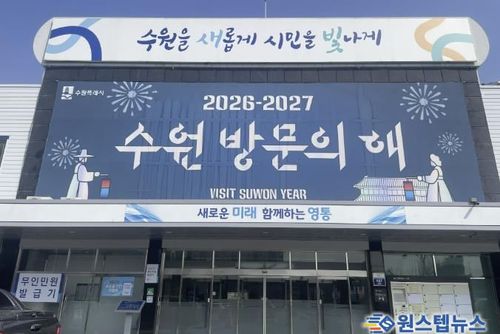 수원을 새롭게 시민을 빛나게
수원특례시
2026-2027
수원 방문의 해
VISIT SUWON YEAR
새로운 미래 함께하는 영통
무인민원
발급기
원스텝뉴스